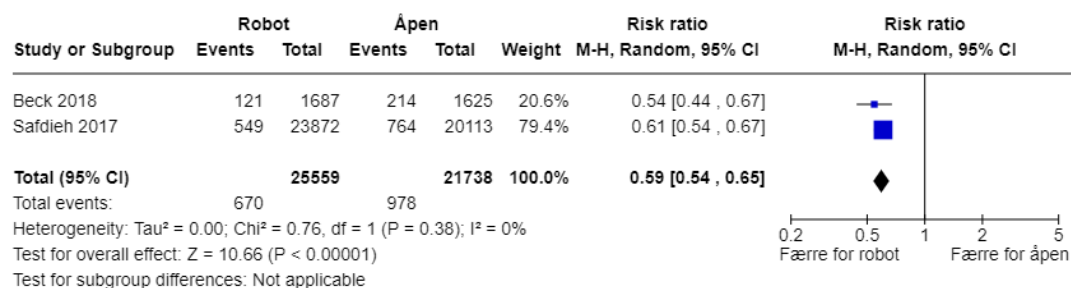 Robot Åpen Risk ratio Risk ratio
Study or Subgroup Events Total Events Total Weight M-H, Random, 95% CI M-H, Random, 95% CI
Beck 2018 121 1687 214 1625 20.6% 0.54 [0.44 , 0.67]
Safdieh 2017 549 23872 764 20113 79.4% 0.61 [0.54 , 0.67]
Total (95% CI) 25559 21738 100.0% 0.59 [0.54 , 0.65]
Total events: 670 978
Heterogeneity: Tau² = 0.00; Chi² = 0.76, df = 1 (P = 0.38); I² = 0%
0.2 0.5 1 2 5
Test for overall effect: Z = 10.66 (P < 0.00001)
Færre for robot Færre for åpen
Test for subgroup differences: Not applicable